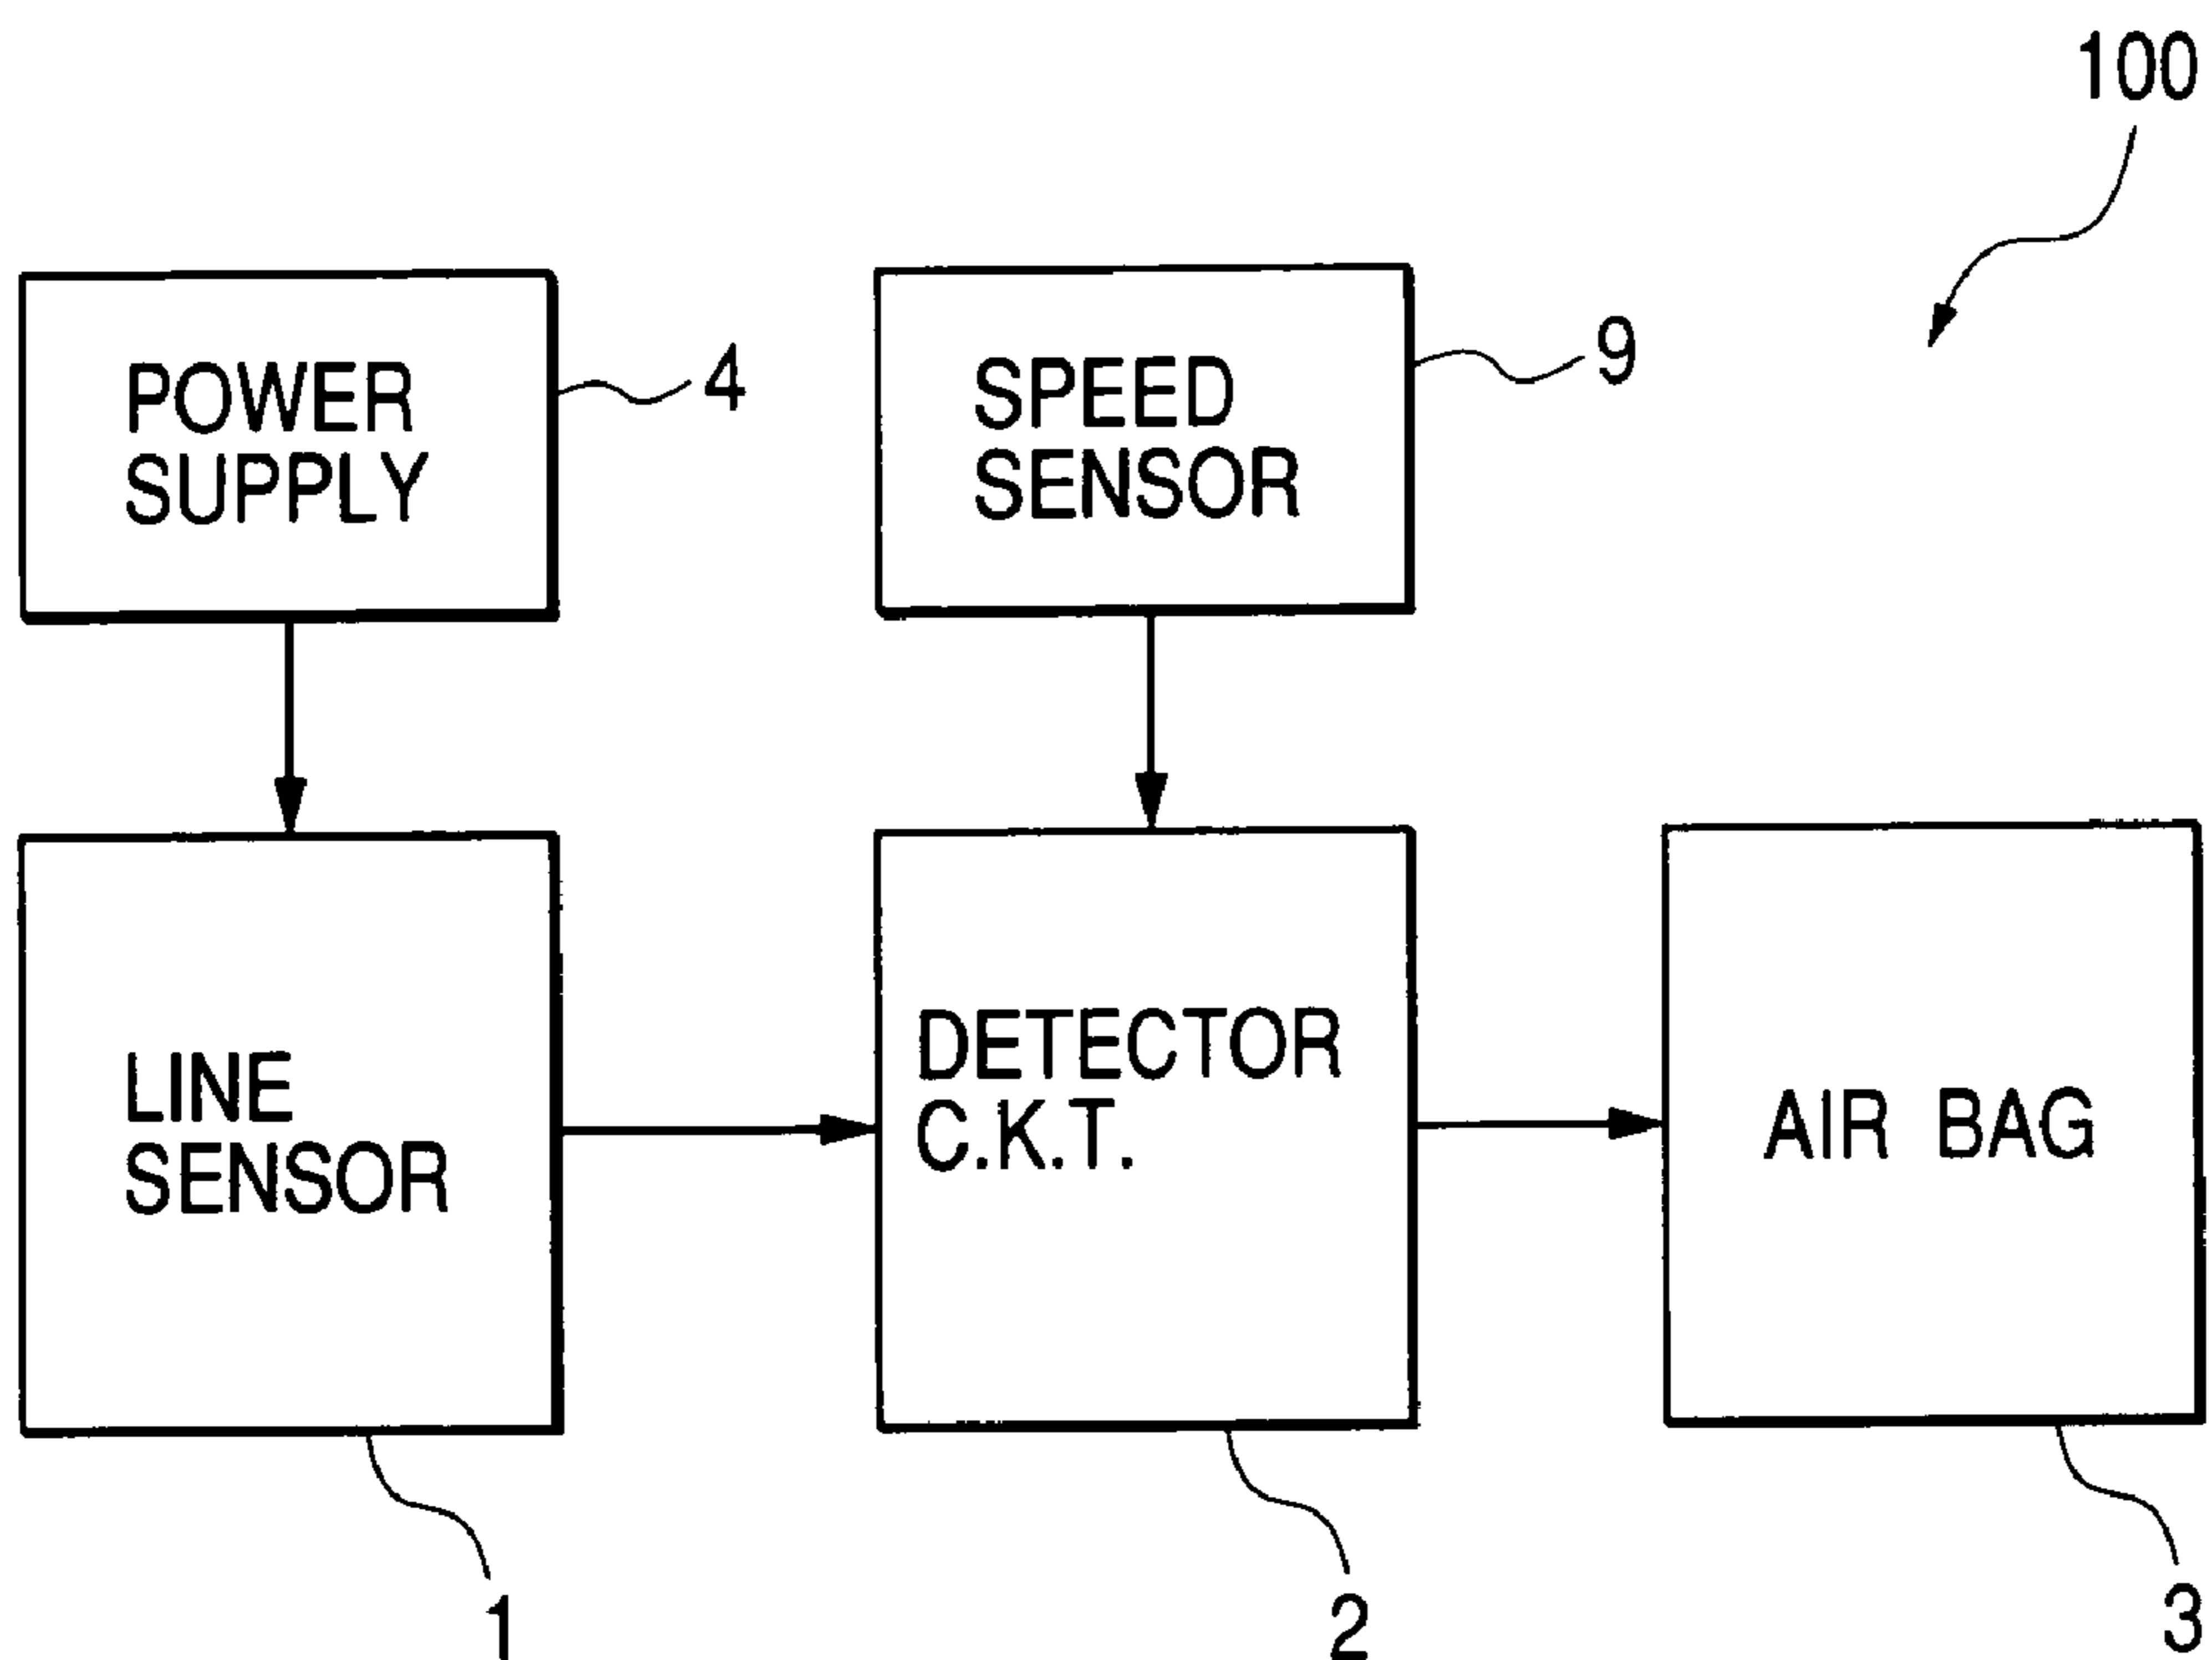 100
POWER
SUPPLY
4
SPEED
SENSOR
9
LINE
SENSOR
DETECTOR
C.K.T.
AIR BAG
1
2
3